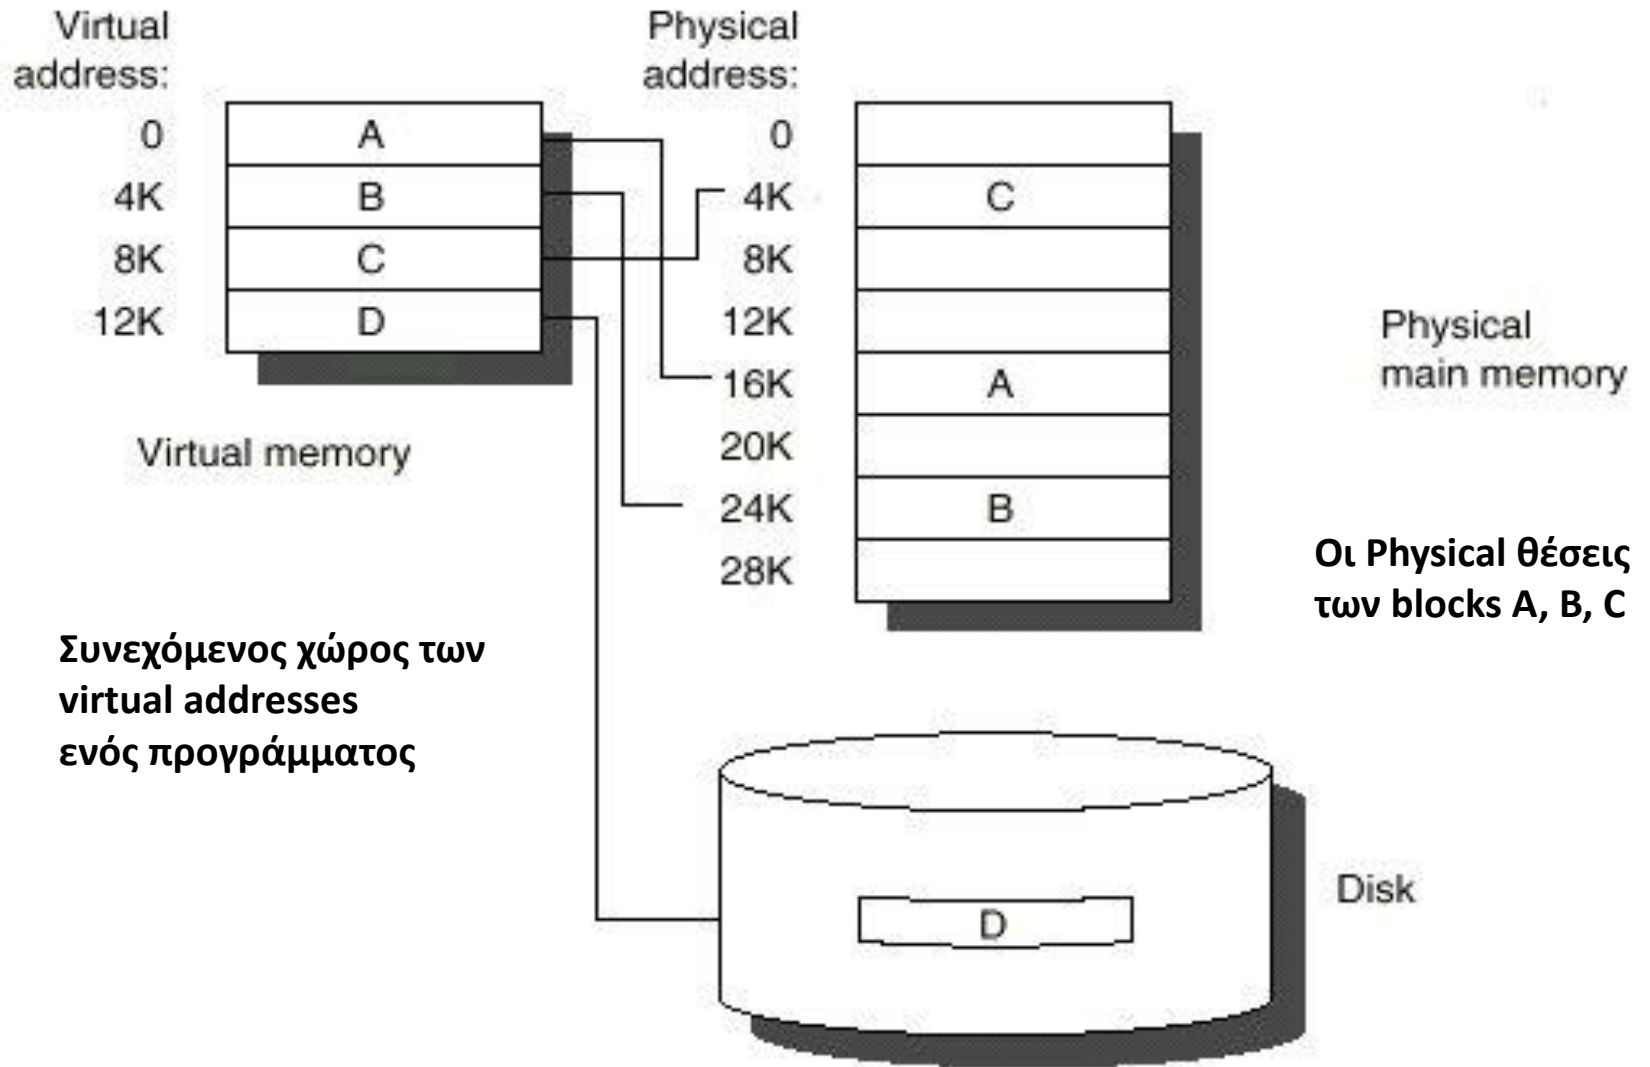 Virtual
address:
0
4K
8K
12K
A
B
C
D
Virtual memory
Physical
address:
0
4K
8K
12K
16K
20K
24K
28K
C
A
B
Physical
main memory
Οι Physical θέσεις
των blocks A, B, C
Συνεχόμενος χώρος των
virtual addresses
ενός προγράμματος
D
Disk